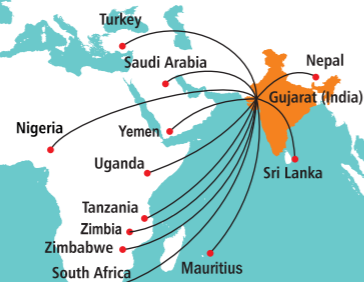 Turkey
Saudi Arabia
Nepal
Gujarat (India)
Nigeria
Yemen
Uganda
Sri Lanka
Tanzania
Zimbia
Zimbabwe
South Africa
Mauritius